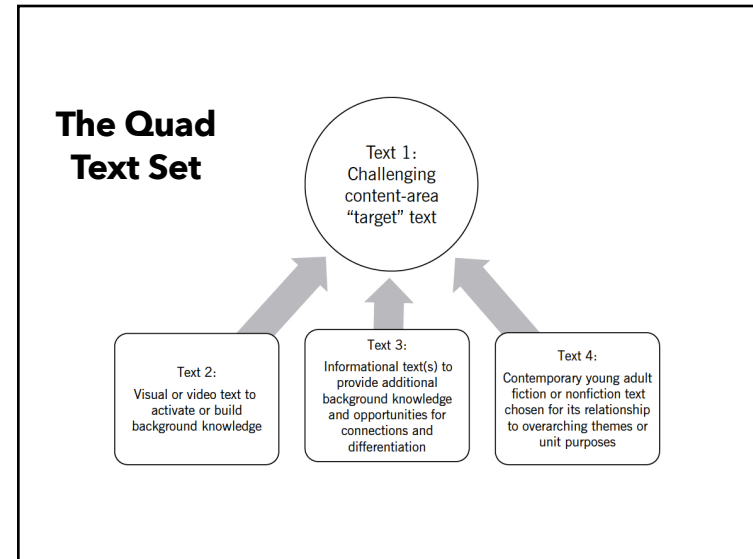 The Quad
Text Set
Text 1:
Challenging
content-area
“target” text
Text 2:
Visual or video text to
activate or build
background knowledge
Text 3:
Informational text(s) to
provide additional
background knowledge
and opportunities for
connections and
differentiation
Text 4:
Contemporary young adult
fiction or nonfiction text
chosen for its relationship
to overarching themes or
unit purposes